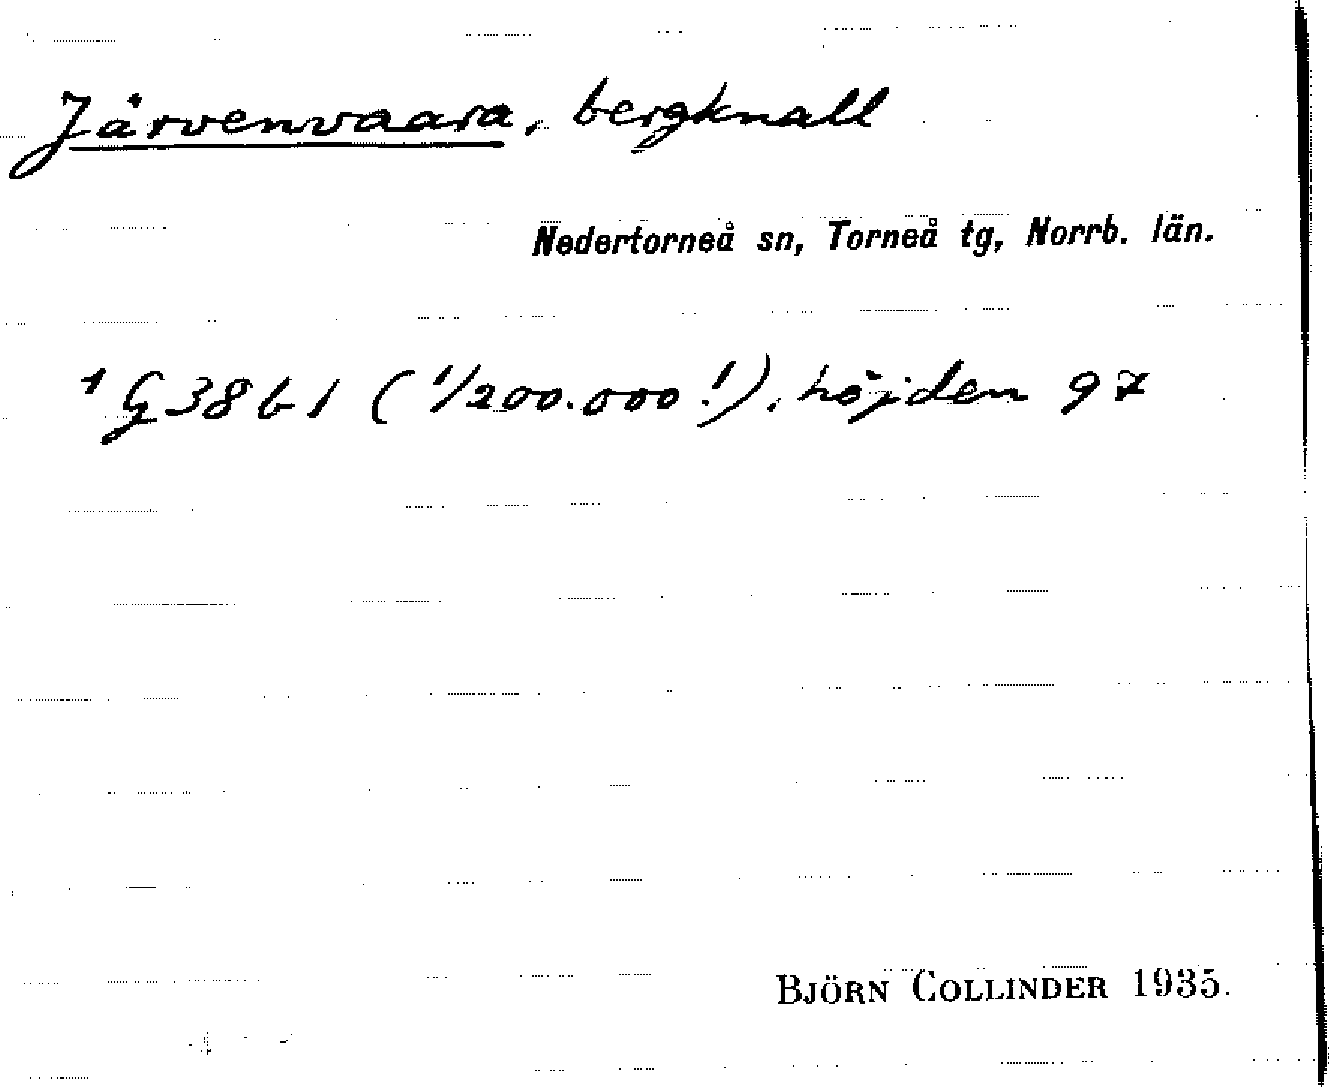 Järvenvaara, bergknall
Nedertorneå sn, Torneå tg, Norrb. län.
1 G 38 b 1 (1/200.000!), höjden 97
BJÖRN COLLINDER 1935.